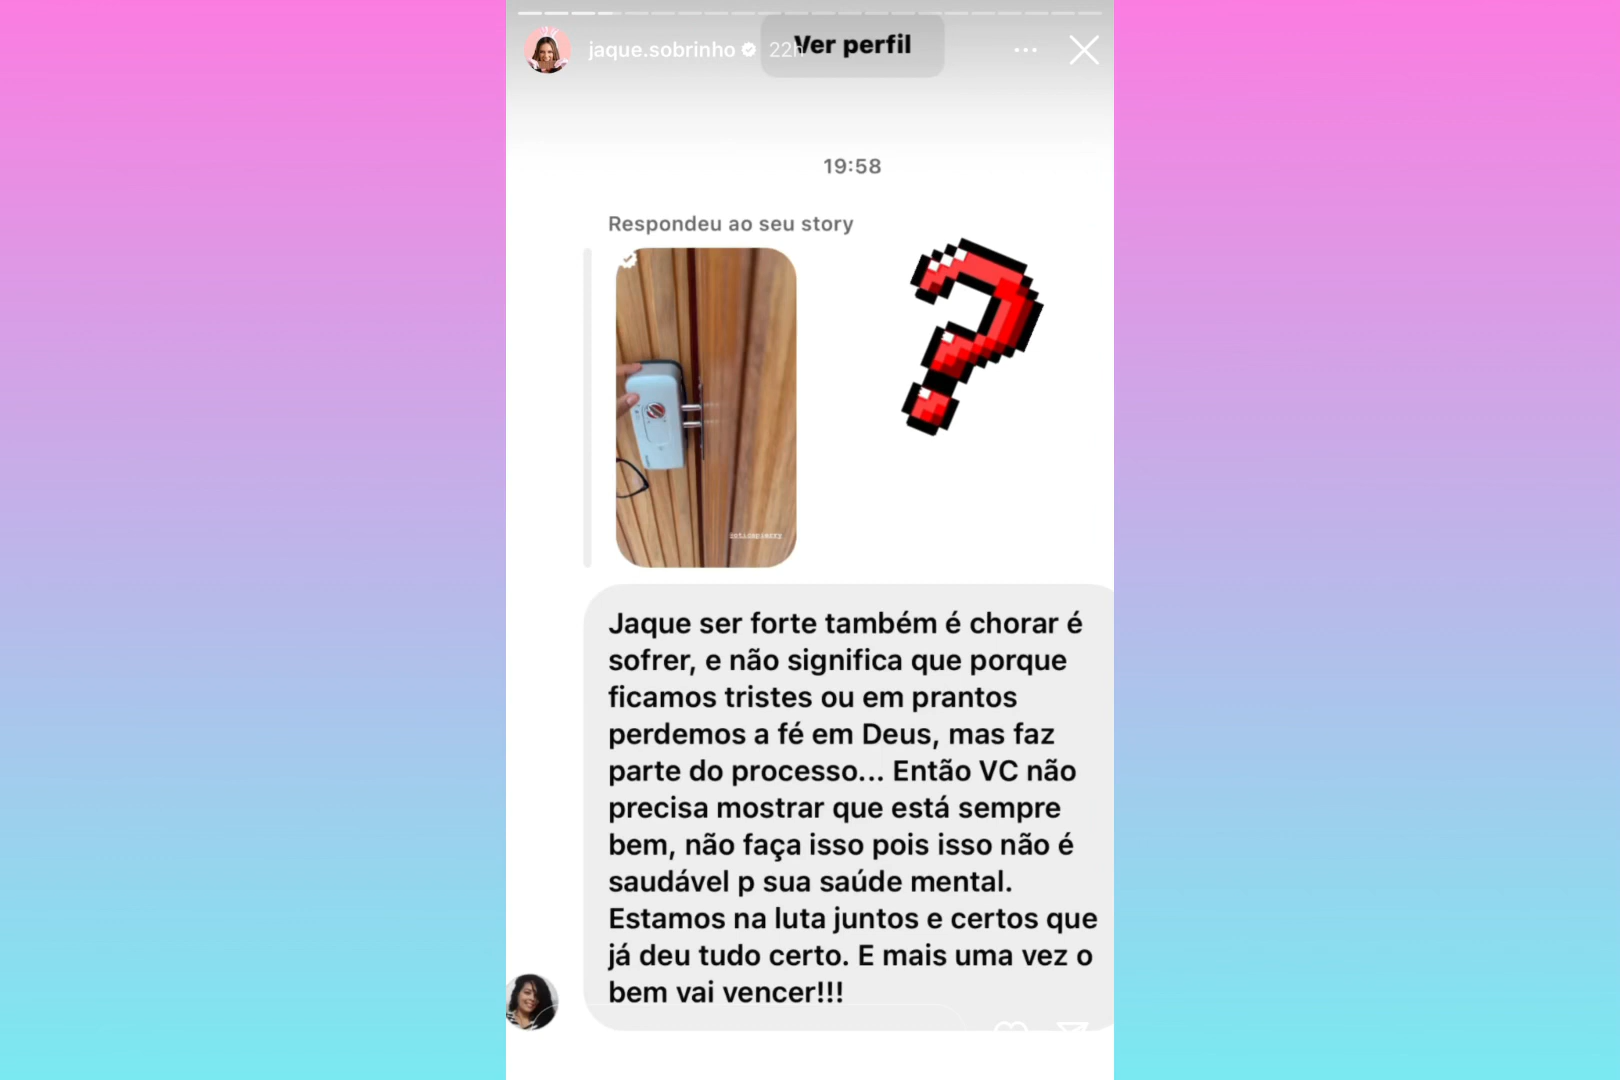 jaque.sobrinho 22h
Ver perfil
19:58
Respondeu ao seu story
Jaque ser forte também é chorar é
sofrer, e não significa que porque
ficamos tristes ou em prantos
perdemos a fé em Deus, mas faz
parte do processo... Então VC não
precisa mostrar que está sempre
bem, não faça isso pois isso não é
saudável p sua saúde mental.
Estamos na luta juntos e certos que
já deu tudo certo. E mais uma vez o
bem vai vencer!!!